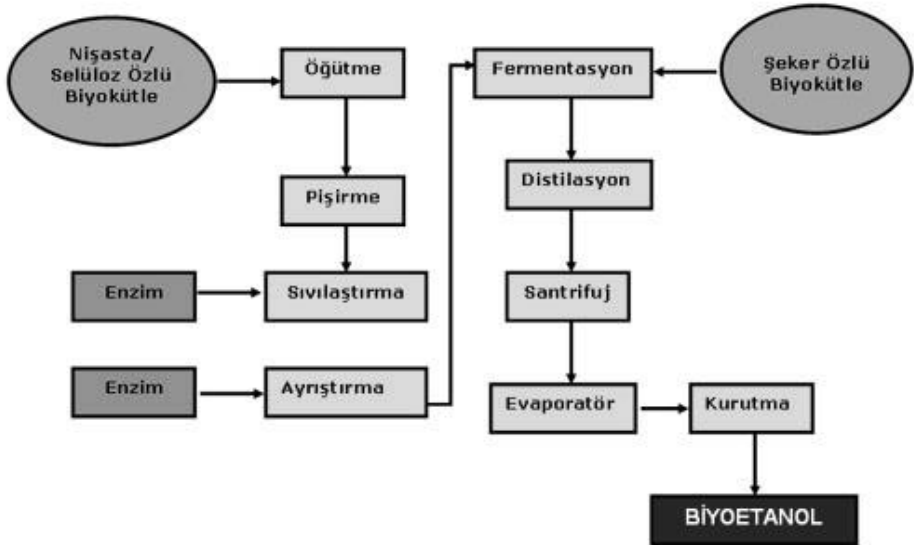 Nişasta/
Selüloz Özlü
Biyokütle
Öğütme
Pişirme
Enzim
Sıvılaştırma
Enzim
Ayrıştırma
Fermentasyon
Şeker Özlü
Biyokütle
Distilasyon
Santrifuj
Evaporatör
Kurutma
BİYOETANOL